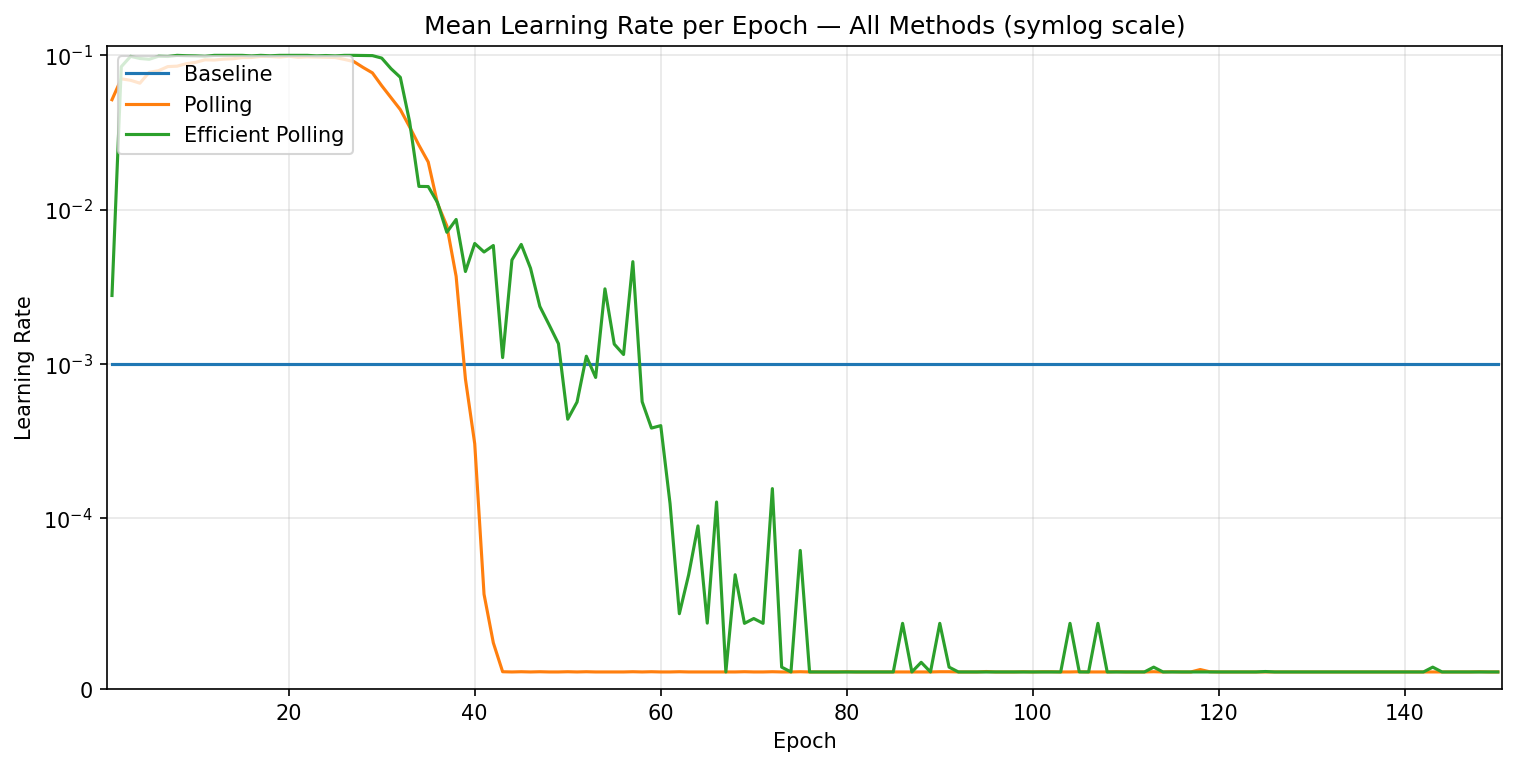 Mean Learning Rate per Epoch — All Methods (symlog scale)
10⁻¹
Baseline
Polling
Efficient Polling
10⁻²
10⁻³
10⁻⁴
0
Learning Rate
20 40 60 80 100 120 140
Epoch